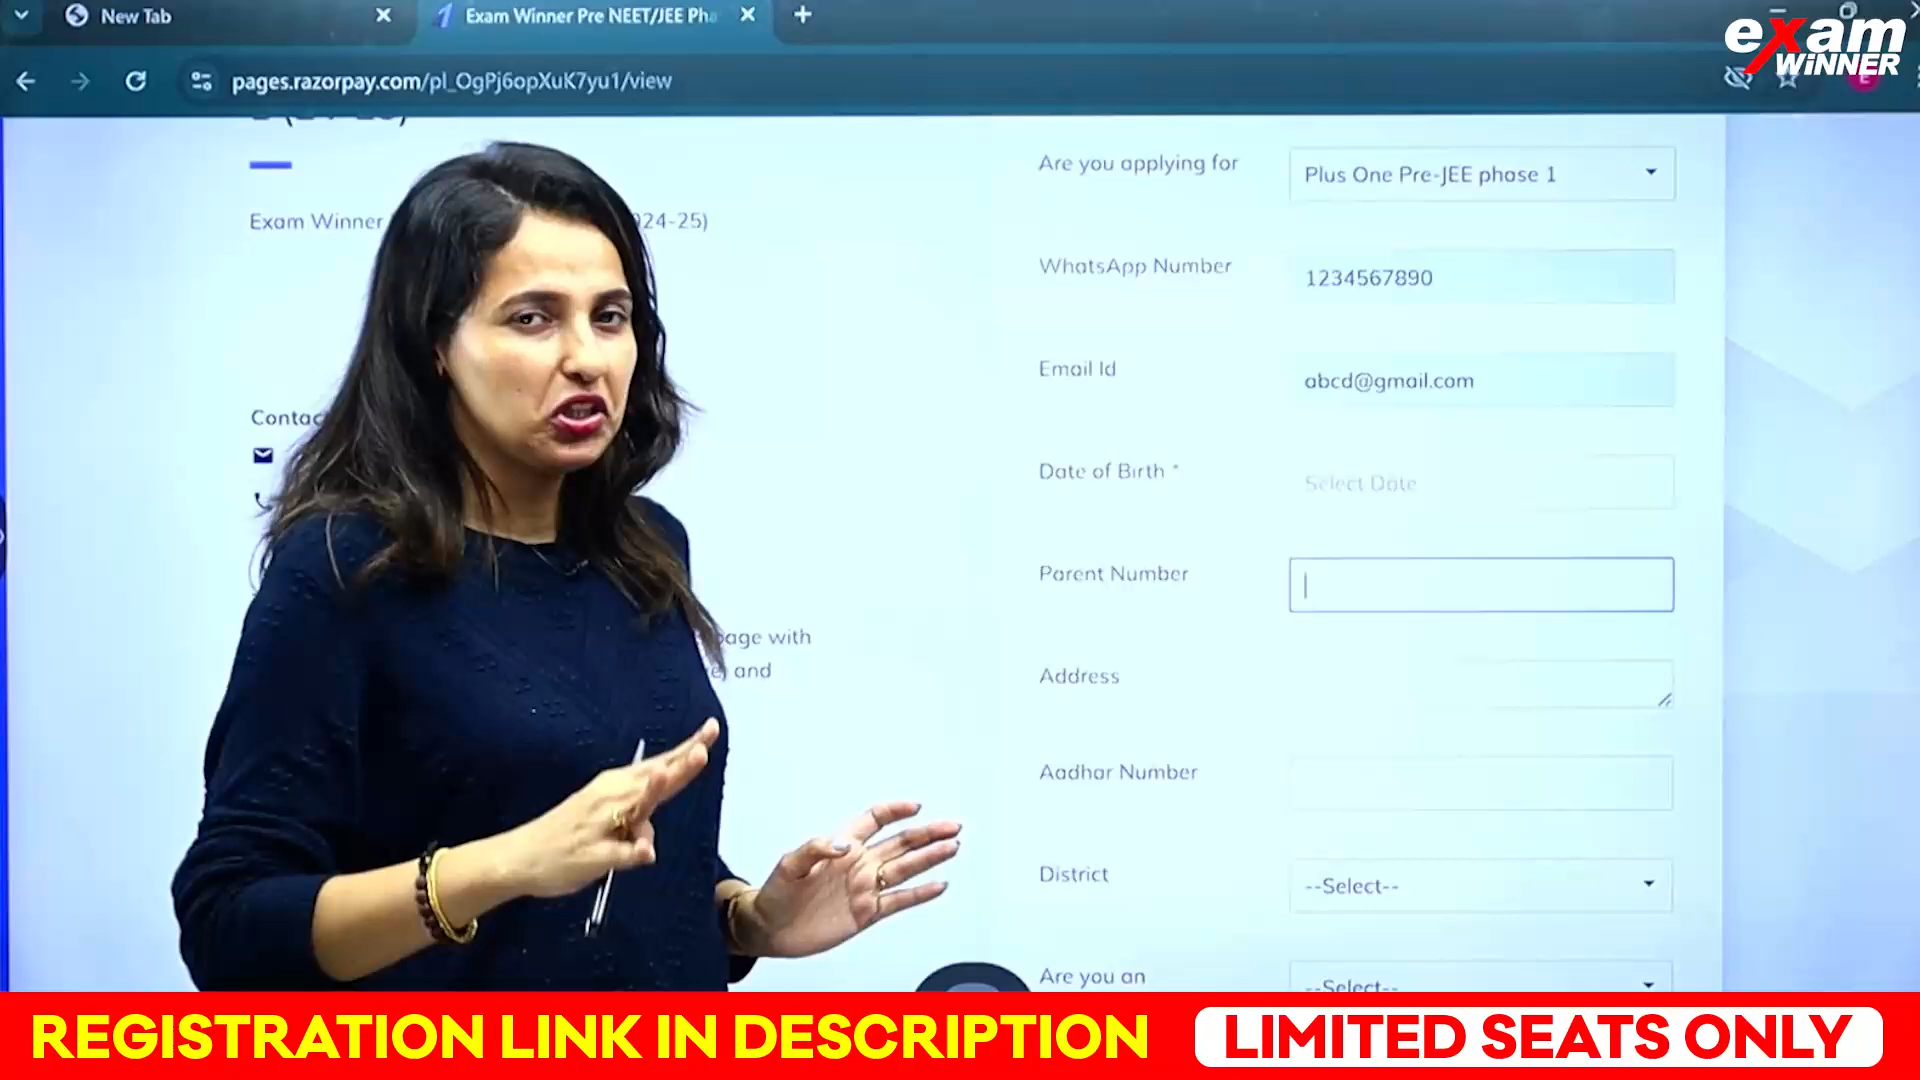 New Tab
Exam Winner Pre NEET/JEE Pha
exam
WiNNER
pages.razorpay.com/pl_OgPj6opXuK7yu1/view
Are you applying for
Plus One Pre-JEE phase 1
Exam Winner
24-25)
WhatsApp Number
1234567890
Email Id
abcd@gmail.com
Contac
Date of Birth *
Select Date
Parent Number
page with
and
Address
Aadhar Number
District
--Select--
Are you an
--Select--
REGISTRATION LINK IN DESCRIPTION
LIMITED SEATS ONLY